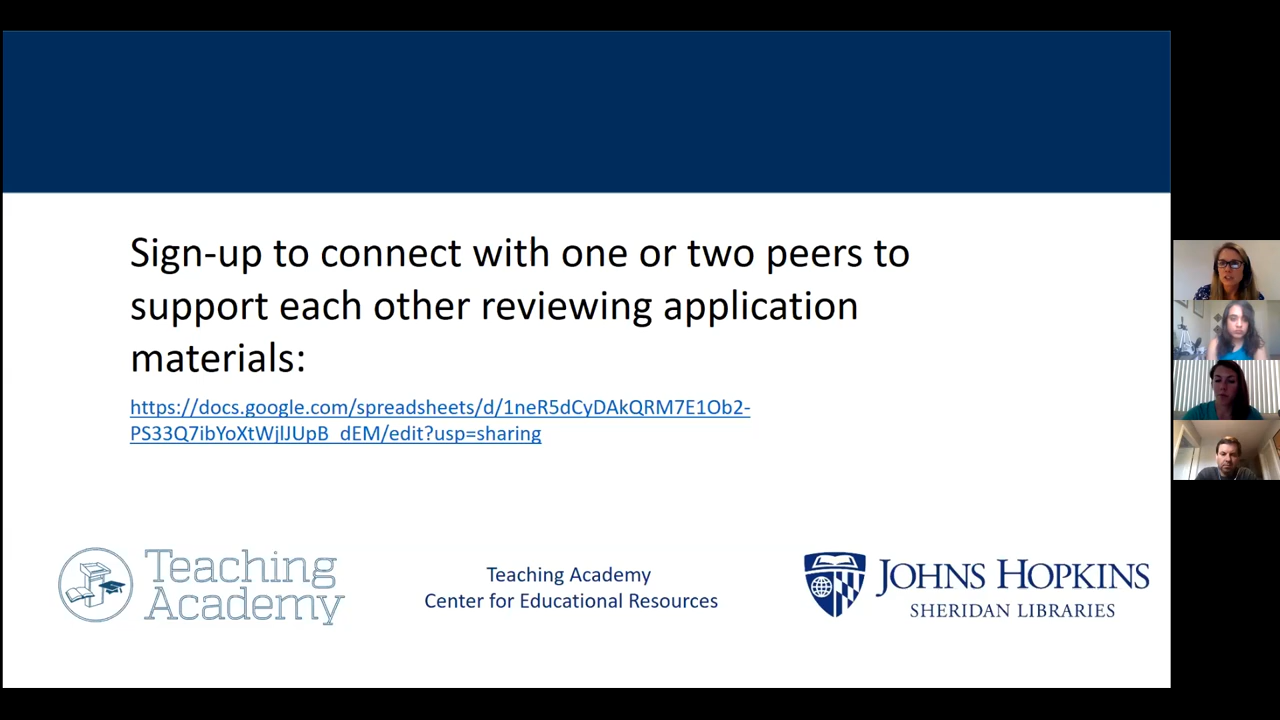 Sign-up to connect with one or two peers to
support each other reviewing application
materials:
https://docs.google.com/spreadsheets/d/1neR5dCyDAkQRM7E1Ob2-
PS33Q7ibYoXtWjlJUpB_dEM/edit?usp=sharing
Teaching
Academy
Teaching Academy
Center for Educational Resources
JOHNS HOPKINS
SHERIDAN LIBRARIES